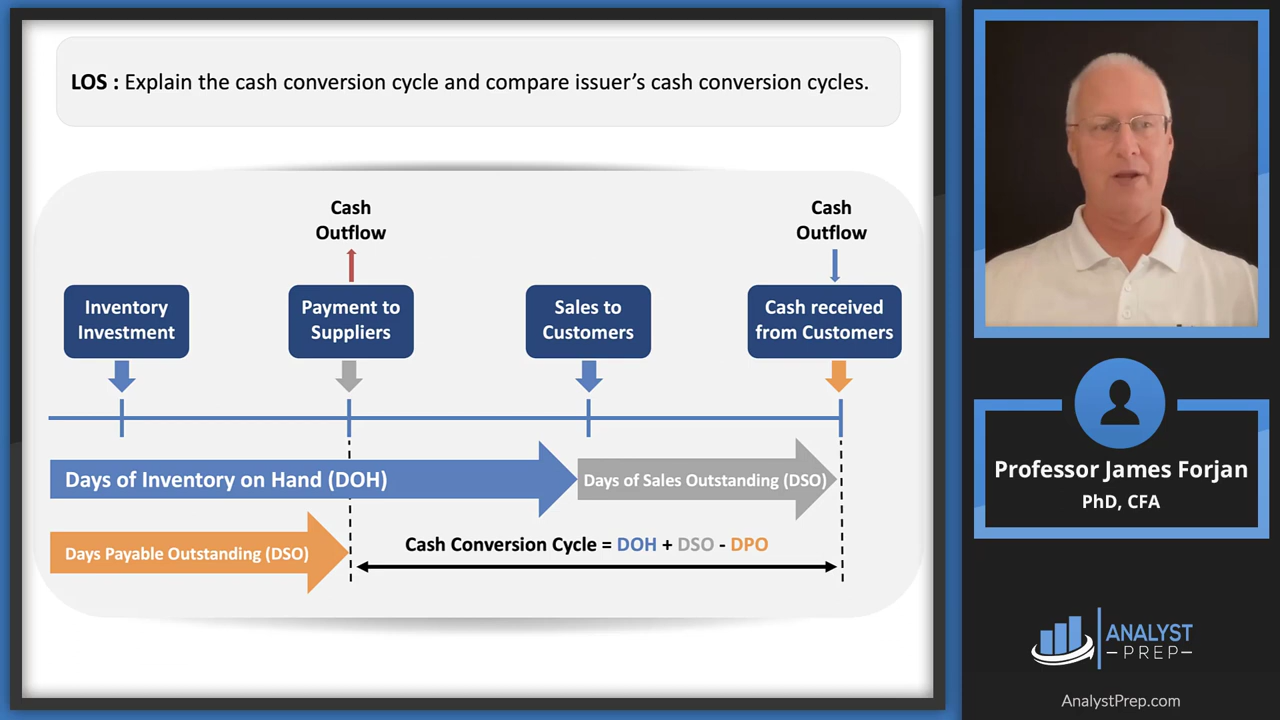 LOS : Explain the cash conversion cycle and compare issuer's cash conversion cycles.
Cash
Outflow
Cash
Outflow
Inventory
Investment
Payment to
Suppliers
Sales to
Customers
Cash received
from Customers
Days of Inventory on Hand (DOH)
Days of Sales Outstanding (DSO)
Days Payable Outstanding (DSO)
Cash Conversion Cycle = DOH + DSO - DPO
Professor James Forjan
PhD, CFA
ANALYST
PREP
AnalystPrep.com